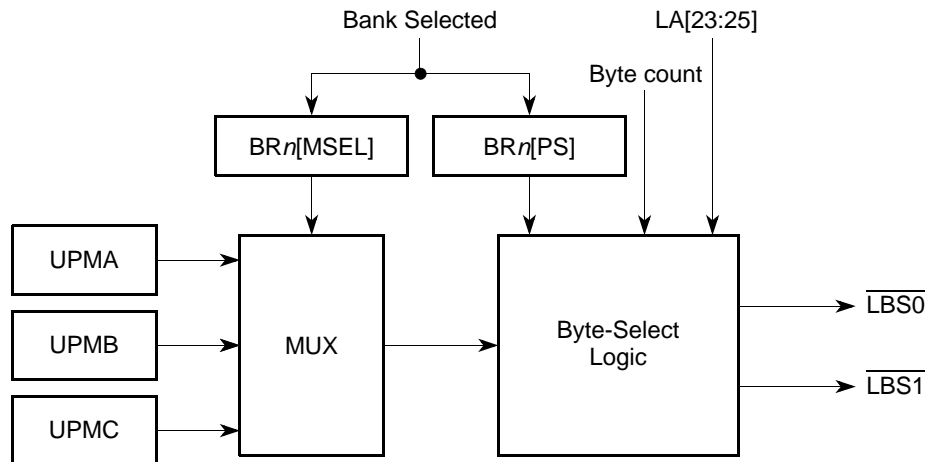 Bank Selected
LA[23:25]
Byte count
BRn[MSEL]
BRn[PS]
UPMA
UPMB
UPMC
MUX
Byte-Select
Logic
LBS0
LBS1